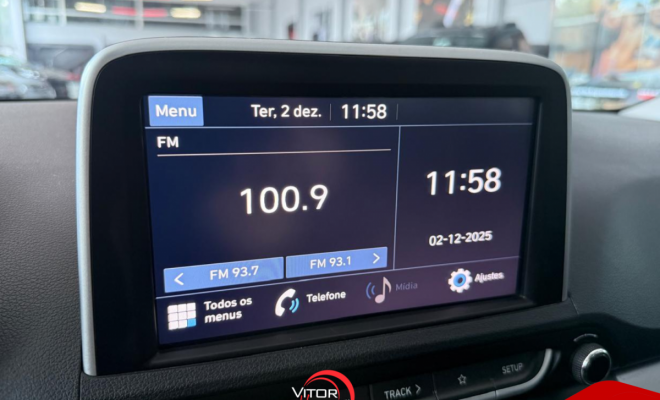 Menu
Ter, 2 dez.
11:58
FM
100.9
11:58
02-12-2025
< FM 93.7
FM 93.1 >
Todos os
menus
Telefone
Mídia
Ajustes
VITOR
TRACK >
SETUP